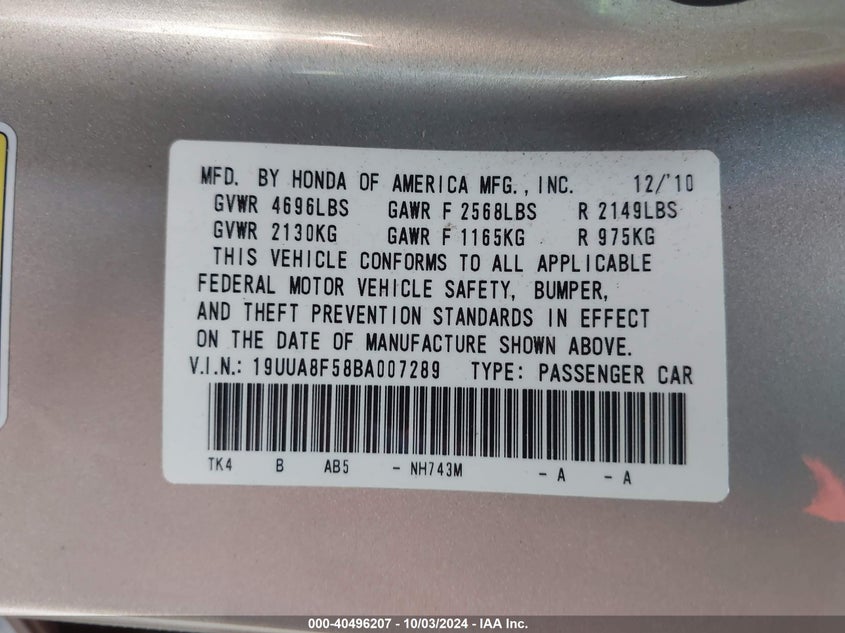 MFD. BY HONDA OF AMERICA MFG., INC. 12/'10
GVWR 4696LBS GAWR F 2568LBS R 2149LBS
GVWR 2130KG GAWR F 1165KG R 975KG
THIS VEHICLE CONFORMS TO ALL APPLICABLE
FEDERAL MOTOR VEHICLE SAFETY, BUMPER,
AND THEFT PREVENTION STANDARDS IN EFFECT
ON THE DATE OF MANUFACTURE SHOWN ABOVE.
V.I.N.: 19UUA8F58BA007289 TYPE: PASSENGER CAR
TK4 B AB5 - NH743M - A - A
000-40496207 - 10/03/2024 - IAA Inc.